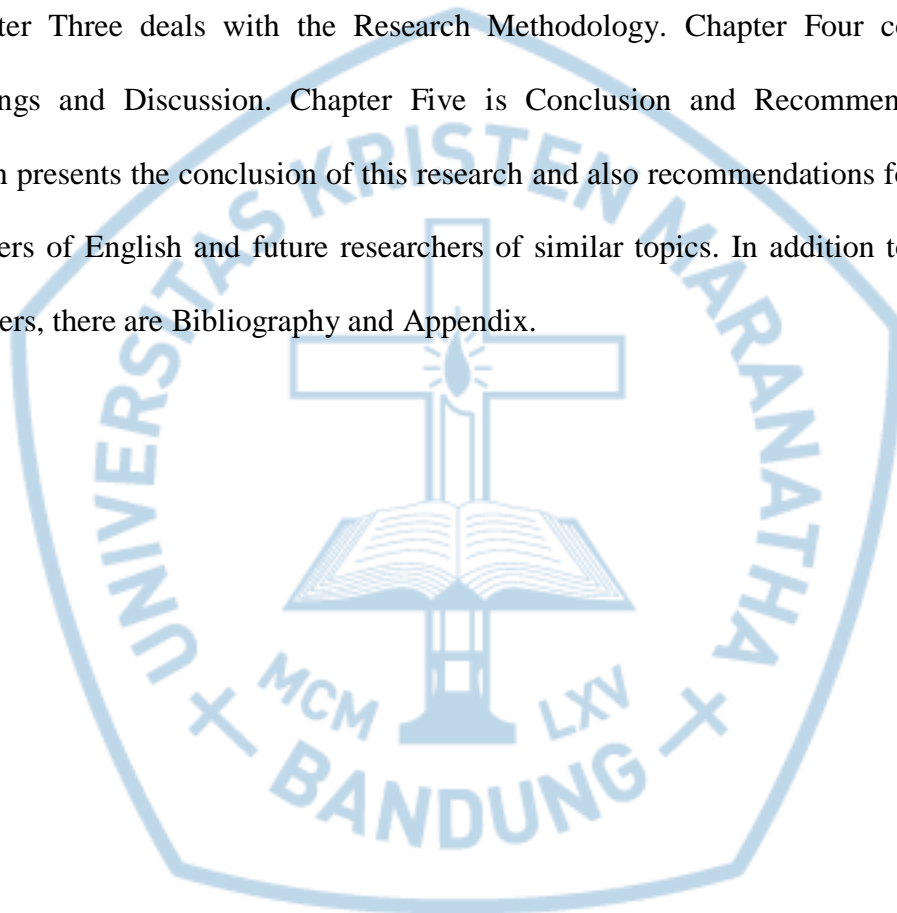 ter Three deals with the Research Methodology. Chapter Four co
ngs and Discussion. Chapter Five is Conclusion and Recommen
n presents the conclusion of this research and also recommendations fo
ers of English and future researchers of similar topics. In addition to
ers, there are Bibliography and Appendix.
UNIVERSITAS KRISTEN MARANATHA
MCM LXV
BANDUNG